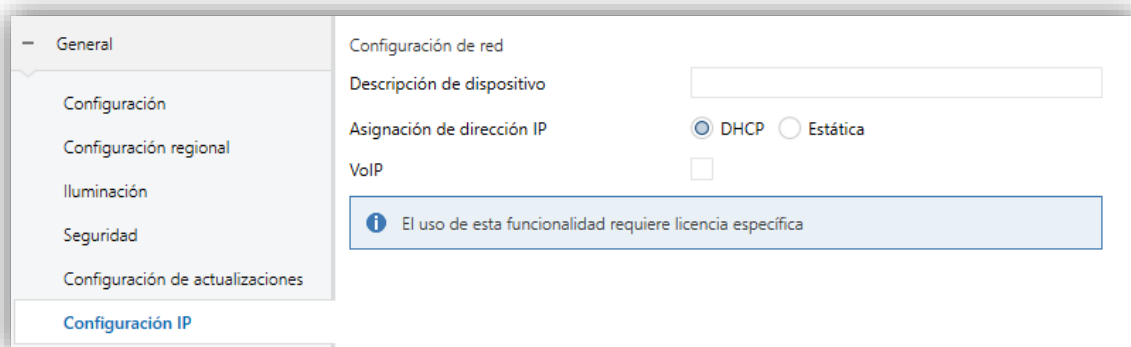 General
Configuración
Configuración regional
Iluminación
Seguridad
Configuración de actualizaciones
Configuración IP
Configuración de red
Descripción de dispositivo
Asignación de dirección IP DHCP Estática
VoIP
El uso de esta funcionalidad requiere licencia específica